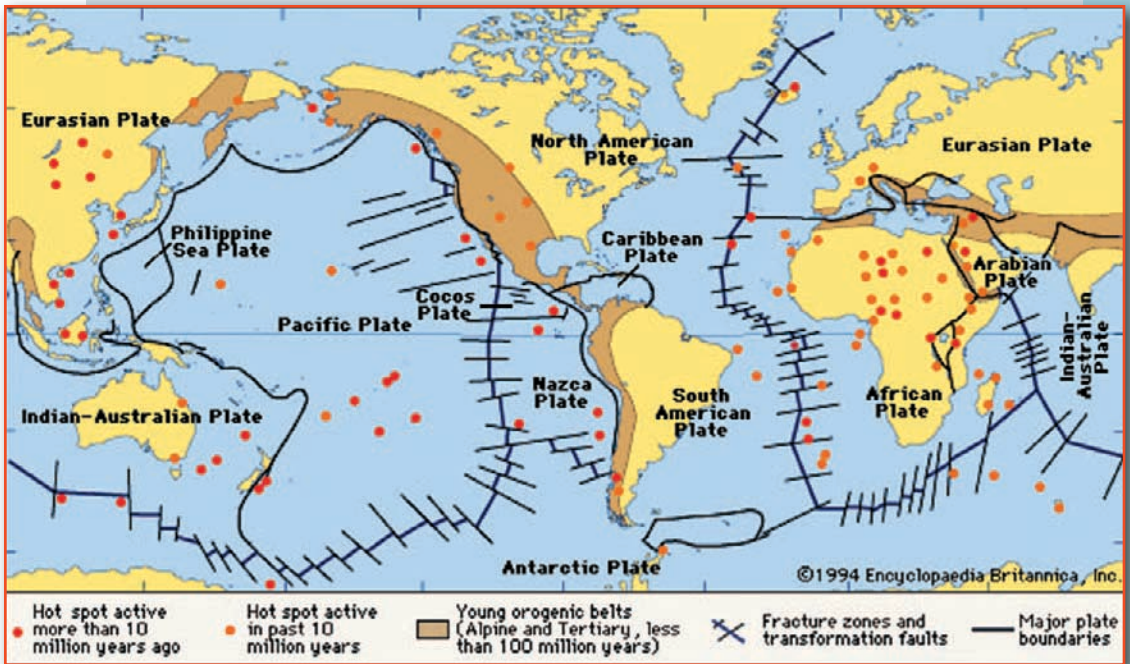 Eurasian Plate
North American
Plate
Eurasian Plate
Philippine
Sea Plate
Caribbean
Plate
Arabian
Plate
Cocos
Plate
Pacific Plate
Indian-
Australian
Plate
Nazca
Plate
South
American
Plate
African
Plate
Indian-Australian Plate
Antarctic Plate
©1994 Encyclopaedia Britannica, Inc.
Hot spot active
more than 10
million years ago
Hot spot active
in past 10
million years
Young orogenic belts
(Alpine and Tertiary, less
than 100 million years)
Fracture zones and
transformation faults
Major plate
boundaries